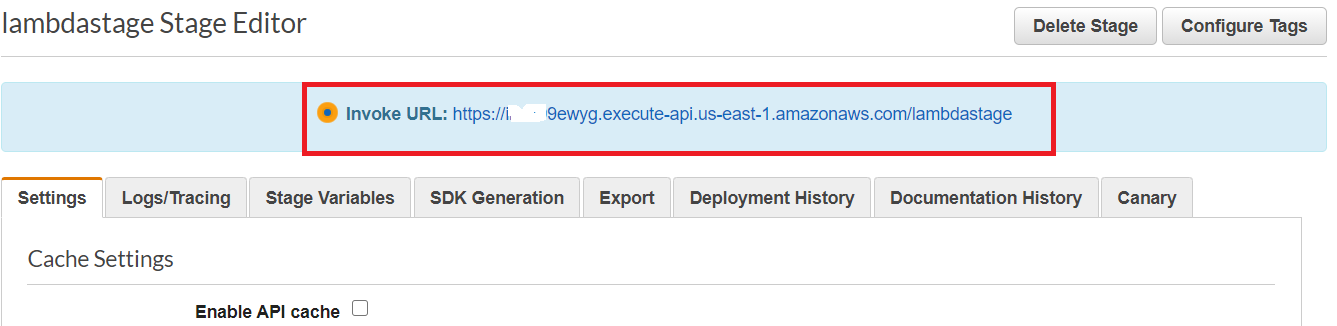 lambdastage Stage Editor
Delete Stage
Configure Tags
Invoke URL: https://i 9ewyg.execute-api.us-east-1.amazonaws.com/lambdastage
Settings
Logs/Tracing
Stage Variables
SDK Generation
Export
Deployment History
Documentation History
Canary
Cache Settings
Enable API cache